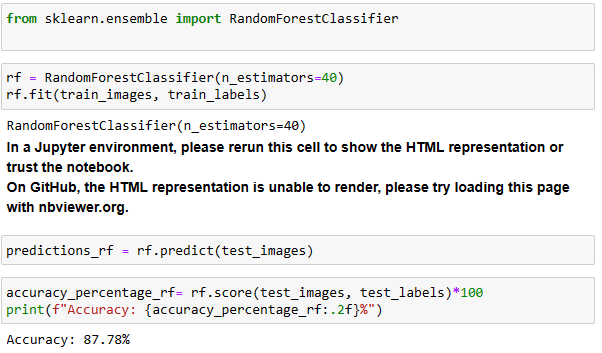 from sklearn.ensemble import RandomForestClassifier
rf = RandomForestClassifier(n_estimators=40)
rf.fit(train_images, train_labels)
RandomForestClassifier(n_estimators=40)
In a Jupyter environment, please rerun this cell to show the HTML representation or
trust the notebook.
On GitHub, the HTML representation is unable to render, please try loading this page
with nbviewer.org.
predictions_rf = rf.predict(test_images)
accuracy_percentage_rf= rf.score(test_images, test_labels)*100
print(f"Accuracy: {accuracy_percentage_rf:.2f}%")
Accuracy: 87.78%